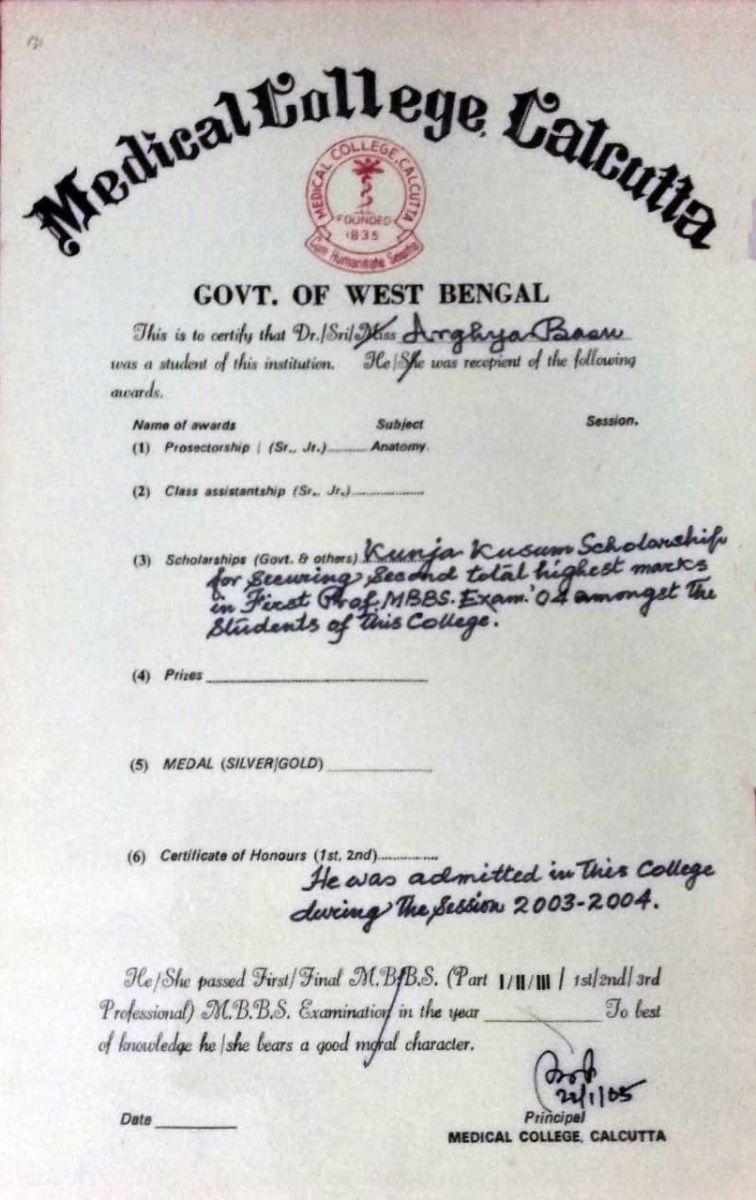 Medical College, Calcutta
MEDICAL COLLEGE, CALCUTTA
FOUNDED
1835
Cum Humanitate
GOVT. OF WEST BENGAL
This is to certify that Dr./Sri/Miss Arghya Basu
was a student of this institution. He/She was recepient of the following
awards.
Name of awards Subject Session.
(1) Prosectorship | (Sr., Jr.)......... Anatomy.
(2) Class assistantship (Sr., Jr.)................
(3) Scholarships (Govt. & others). Kunja Kusum Scholarship
for Securing Second total highest marks
in First Prof. MBBS. Exam.'04 amongst The
Students of This College.
(4) Prizes ____________________
(5) MEDAL (SILVER/GOLD) ____________
(6) Certificate of Honours (1st, 2nd)..............
He was admitted in This College
during The Session 2003-2004.
He/She passed First/Final M.B.B.S. (Part I/II/III / 1st/2nd/3rd
Professional) M.B.B.S. Examination in the year ____________ To best
of knowledge he/she bears a good moral character.
22/1/05
Date __________ Principal
MEDICAL COLLEGE, CALCUTTA